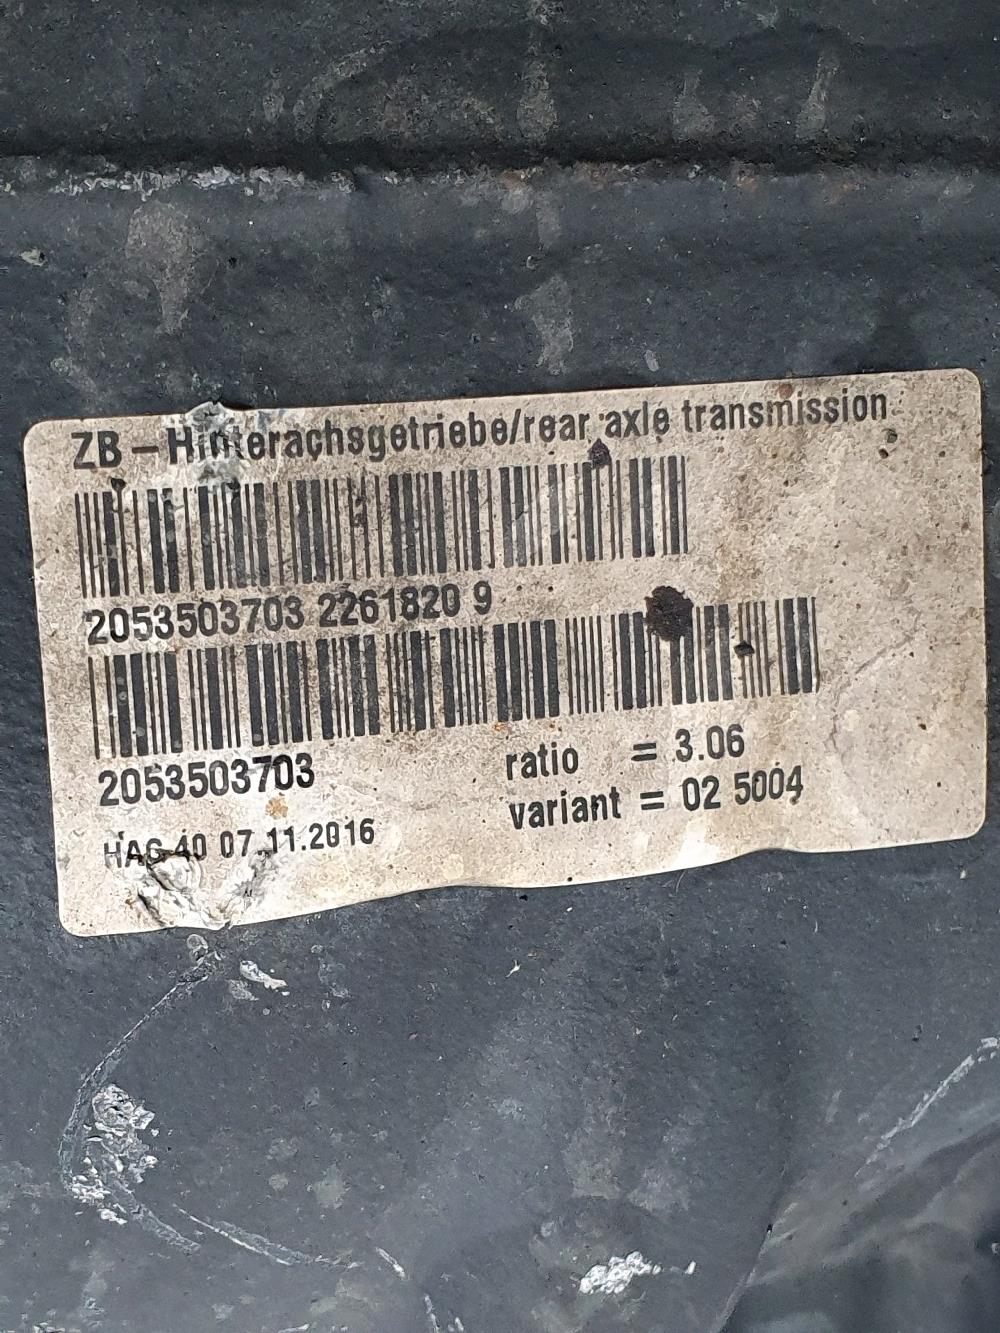 ZB – Hinterachsgetriebe/rear axle transmission
2053503703 2261820 9
2053503703
ratio = 3.06
variant = 02 5004
HAG 40 07.11.2016